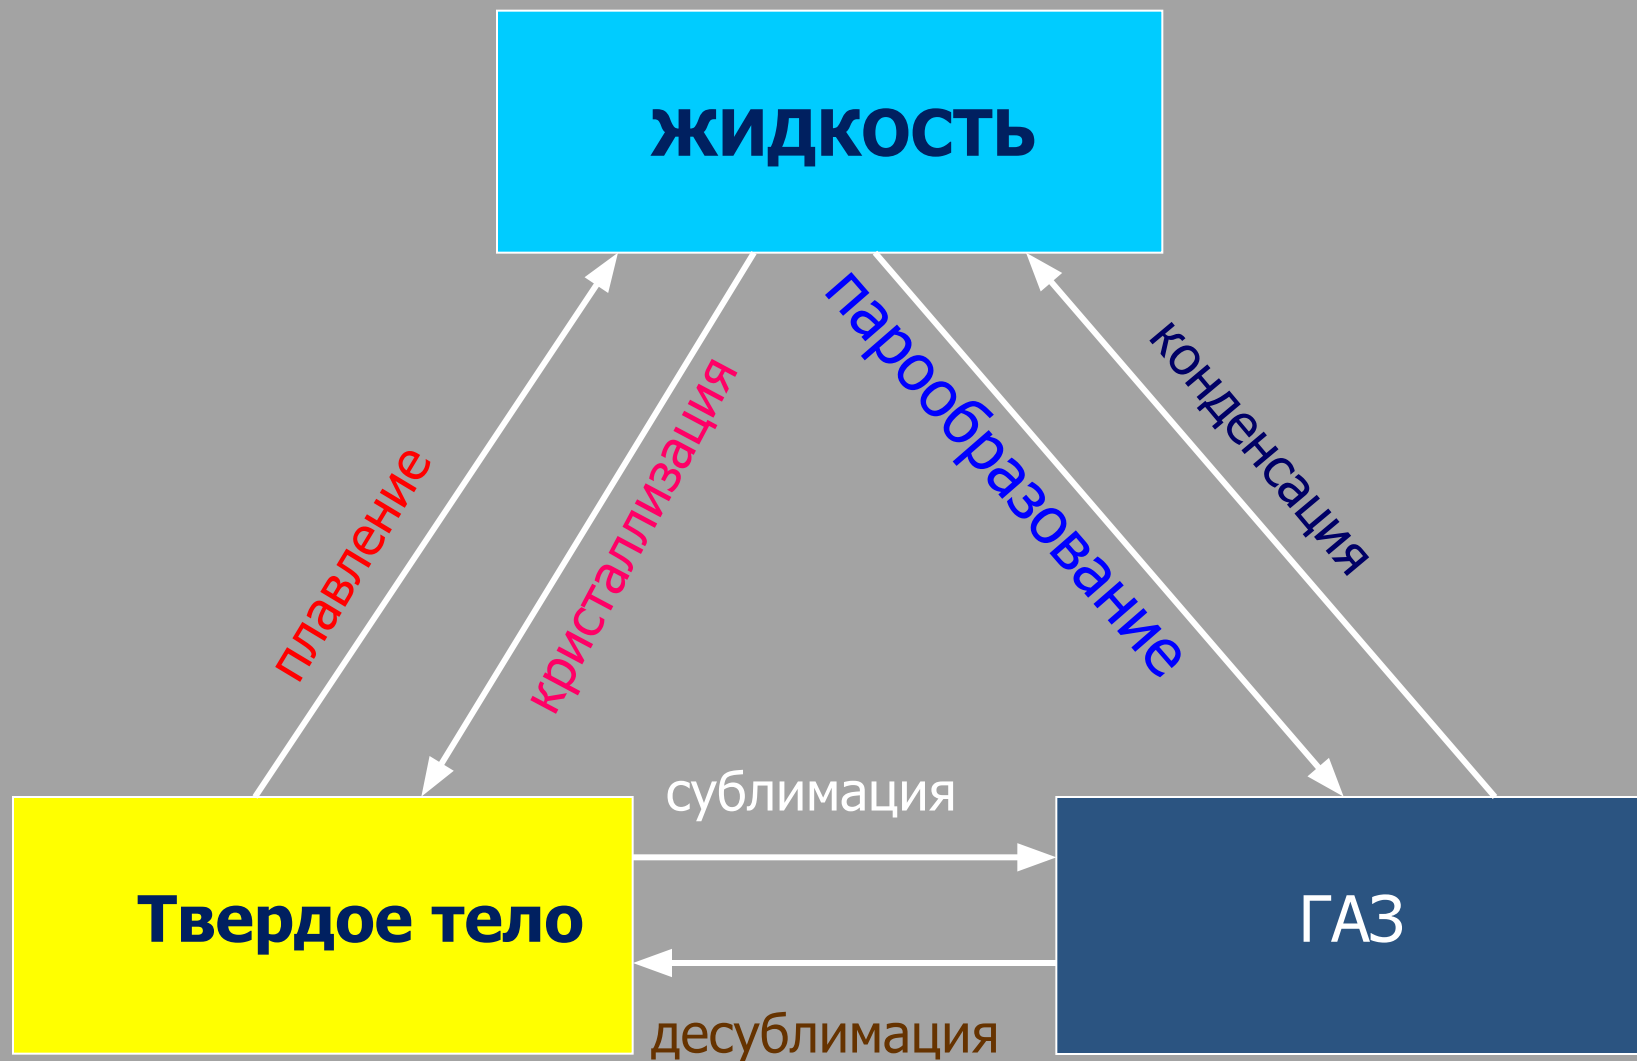 жидкость
плавление
кристаллизация
парообразование
конденсация
сублимация
Твердое тело
ГАЗ
десублимация